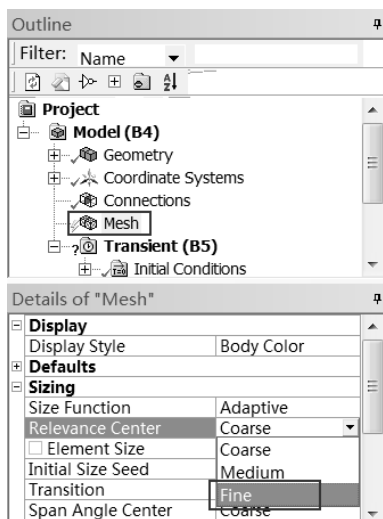 Outline
Filter: Name
Project
Model (B4)
Geometry
Coordinate Systems
Connections
Mesh
Transient (B5)
Initial Conditions
Details of "Mesh"
Display
Display Style Body Color
Defaults
Sizing
Size Function Adaptive
Relevance Center Coarse
Element Size Coarse
Initial Size Seed Medium
Transition Fine
Span Angle Center Coarse